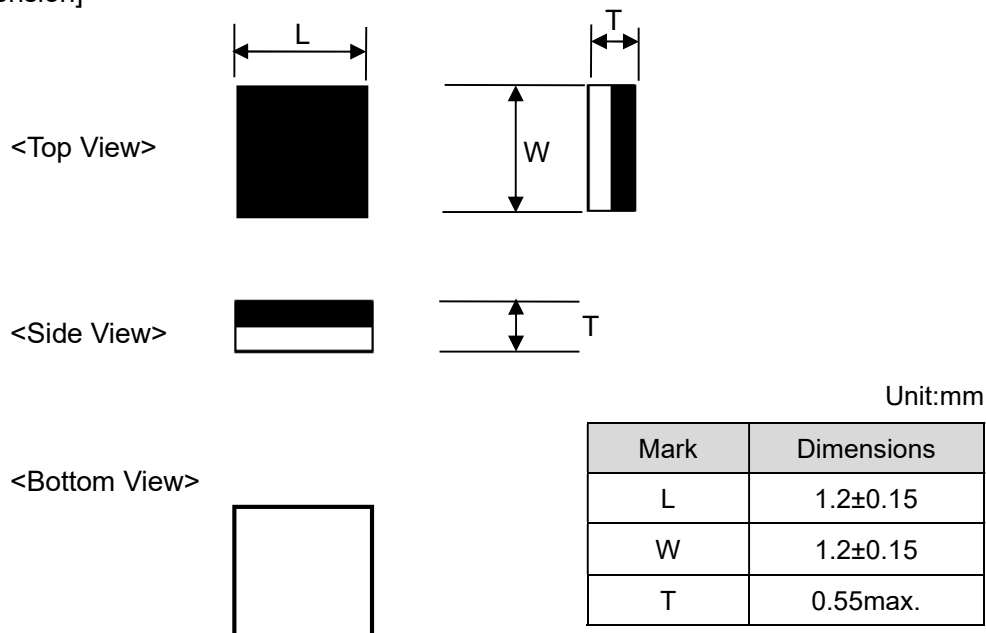 L
T
<Top View>
W
<Side View>
T
Unit:mm
Mark Dimensions
<Bottom View>
L 1.2±0.15
W 1.2±0.15
T 0.55max.